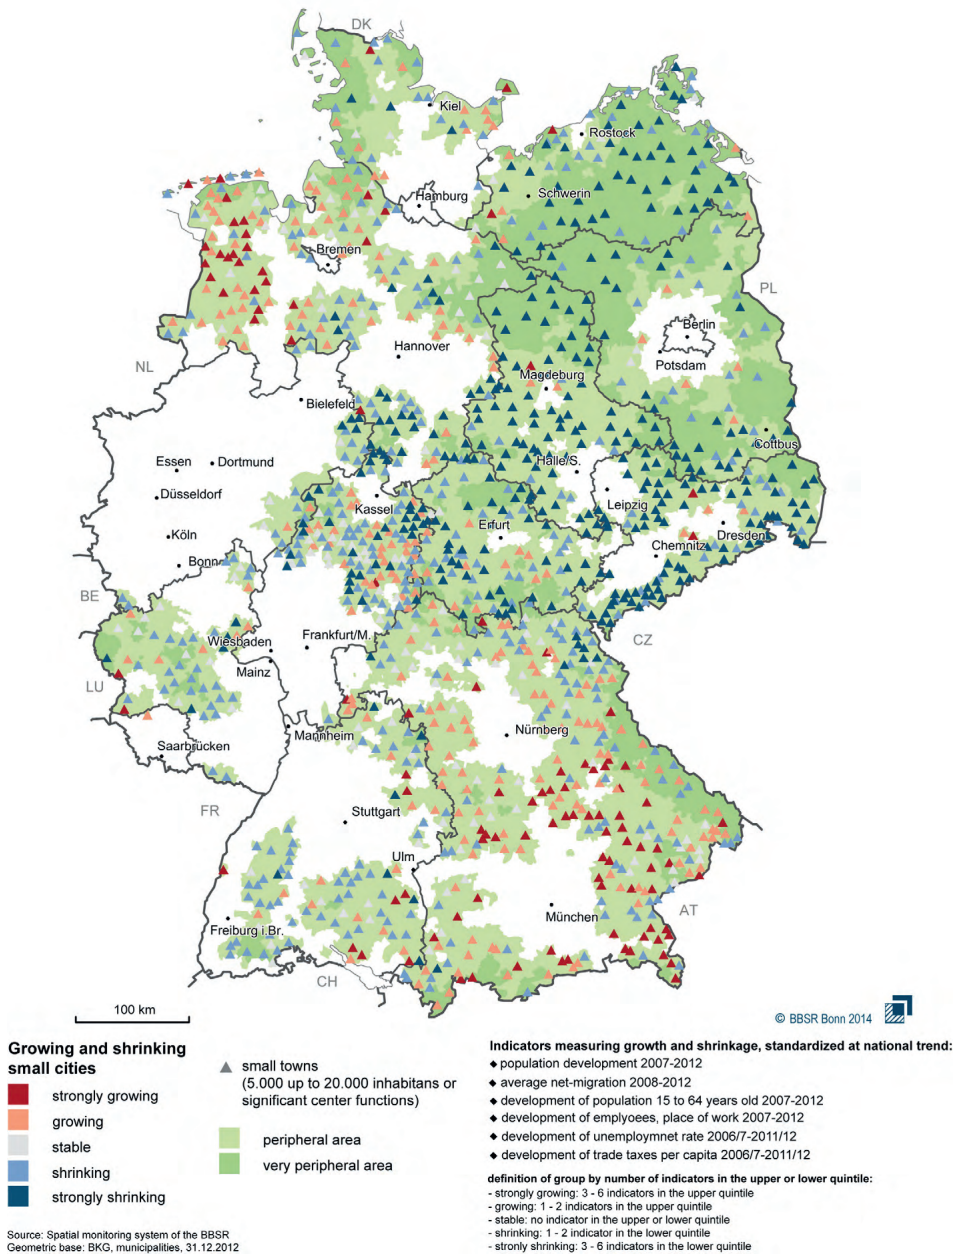 DK
Kiel
Rostock
Hamburg
Schwerin
Bremen
PL
Berlin
Hannover
Potsdam
NL
Magdeburg
Bielefeld
Cottbus
Essen
Dortmund
Halle/S.
Düsseldorf
Leipzig
Kassel
Erfurt
Dresden
Köln
Chemnitz
Bonn
BE
CZ
Wiesbaden
Frankfurt/M.
Mainz
LU
Nürnberg
Mannheim
Saarbrücken
FR
Stuttgart
Ulm
AT
München
Freiburg i.Br.
CH
100 km
© BBSR Bonn 2014
Growing and shrinking
small cities
strongly growing
growing
stable
shrinking
strongly shrinking
small towns
(5.000 up to 20.000 inhabitans or
significant center functions)
peripheral area
very peripheral area
Indicators measuring growth and shrinkage, standardized at national trend:
◆ population development 2007-2012
◆ average net-migration 2008-2012
◆ development of population 15 to 64 years old 2007-2012
◆ development of emplyoees, place of work 2007-2012
◆ development of unemploymnet rate 2006/7-2011/12
◆ development of trade taxes per capita 2006/7-2011/12
definition of group by number of indicators in the upper or lower quintile:
- strongly growing: 3 - 6 indicators in the upper quintile
- growing: 1 - 2 indicators in the upper quintile
- stable: no indicator in the upper or lower quintile
- shrinking: 1 - 2 indicator in the lower quintile
- stronly shrinking: 3 - 6 indicators in the lower quintile
Source: Spatial monitoring system of the BBSR
Geometric base: BKG, municipalities, 31.12.2012